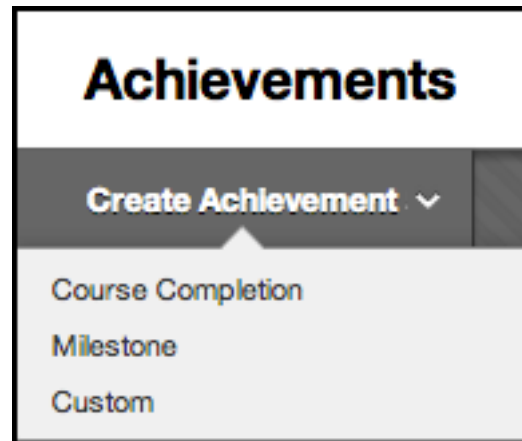 Achievements
Create Achievement
Course Completion
Milestone
Custom